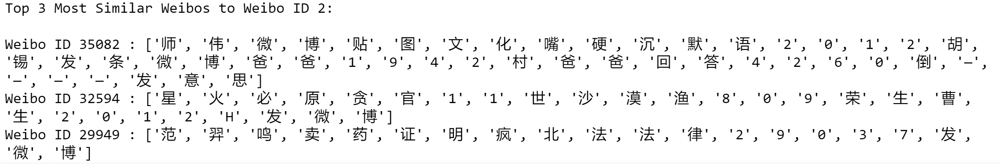 Top 3 Most Similar Weibos to Weibo ID 2:
Weibo ID 35082 : ['师', '伟', '微', '博', '贴', '图', '文', '化', '嘴', '硬', '沉', '默', '语', '2', '0', '1', '2', '胡',
'锡', '发', '条', '微', '博', '爸', '爸', '1', '9', '4', '2', '村', '爸', '爸', '回', '答', '4', '2', '6', '0', '倒', '—',
'—', '—', '—', '发', '意', '思']
Weibo ID 32594 : ['星', '火', '必', '原', '贪', '官', '1', '1', '世', '沙', '漠', '渔', '8', '0', '9', '荣', '生', '曹',
'生', '2', '0', '1', '2', 'H', '发', '微', '博']
Weibo ID 29949 : ['范', '羿', '鸣', '卖', '药', '证', '明', '疯', '北', '法', '法', '律', '2', '9', '0', '3', '7', '发',
'微', '博']